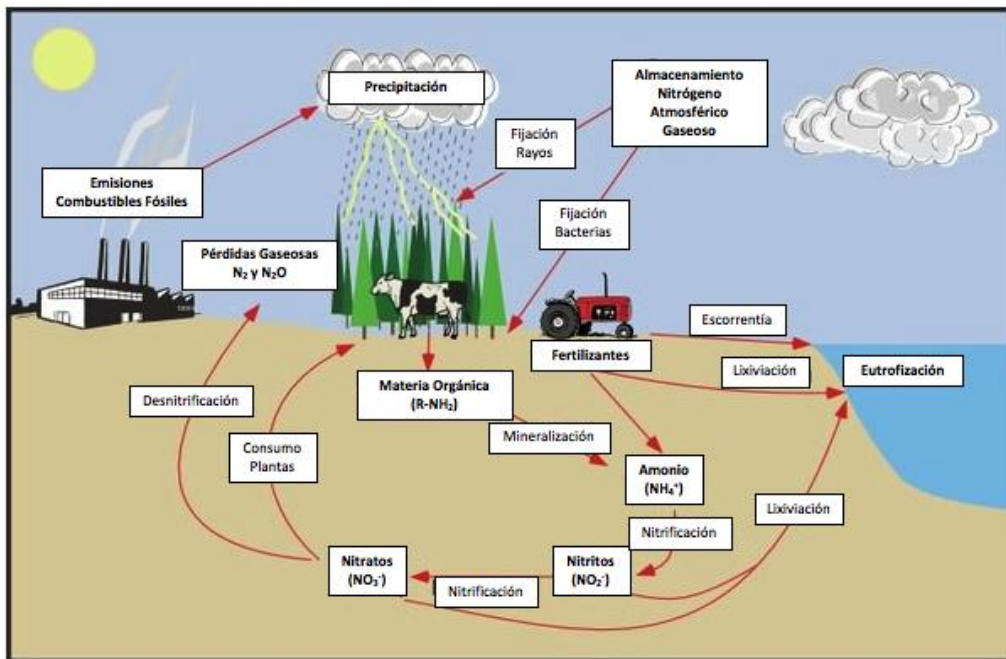 Precipitación
Almacenamiento
Nitrógeno
Atmosférico
Gaseoso
Fijación
Rayos
Emisiones
Combustibles Fósiles
Fijación
Bacterias
Pérdidas Gaseosas
N₂ y N₂O
Escorrentía
Fertilizantes
Lixiviación
Eutrofización
Materia Orgánica
(R-NH₂)
Desnitrificación
Mineralización
Consumo
Plantas
Amonio
(NH₄⁺)
Lixiviación
Nitrificación
Nitratos
(NO₃⁻)
Nitritos
(NO₂⁻)
Nitrificación